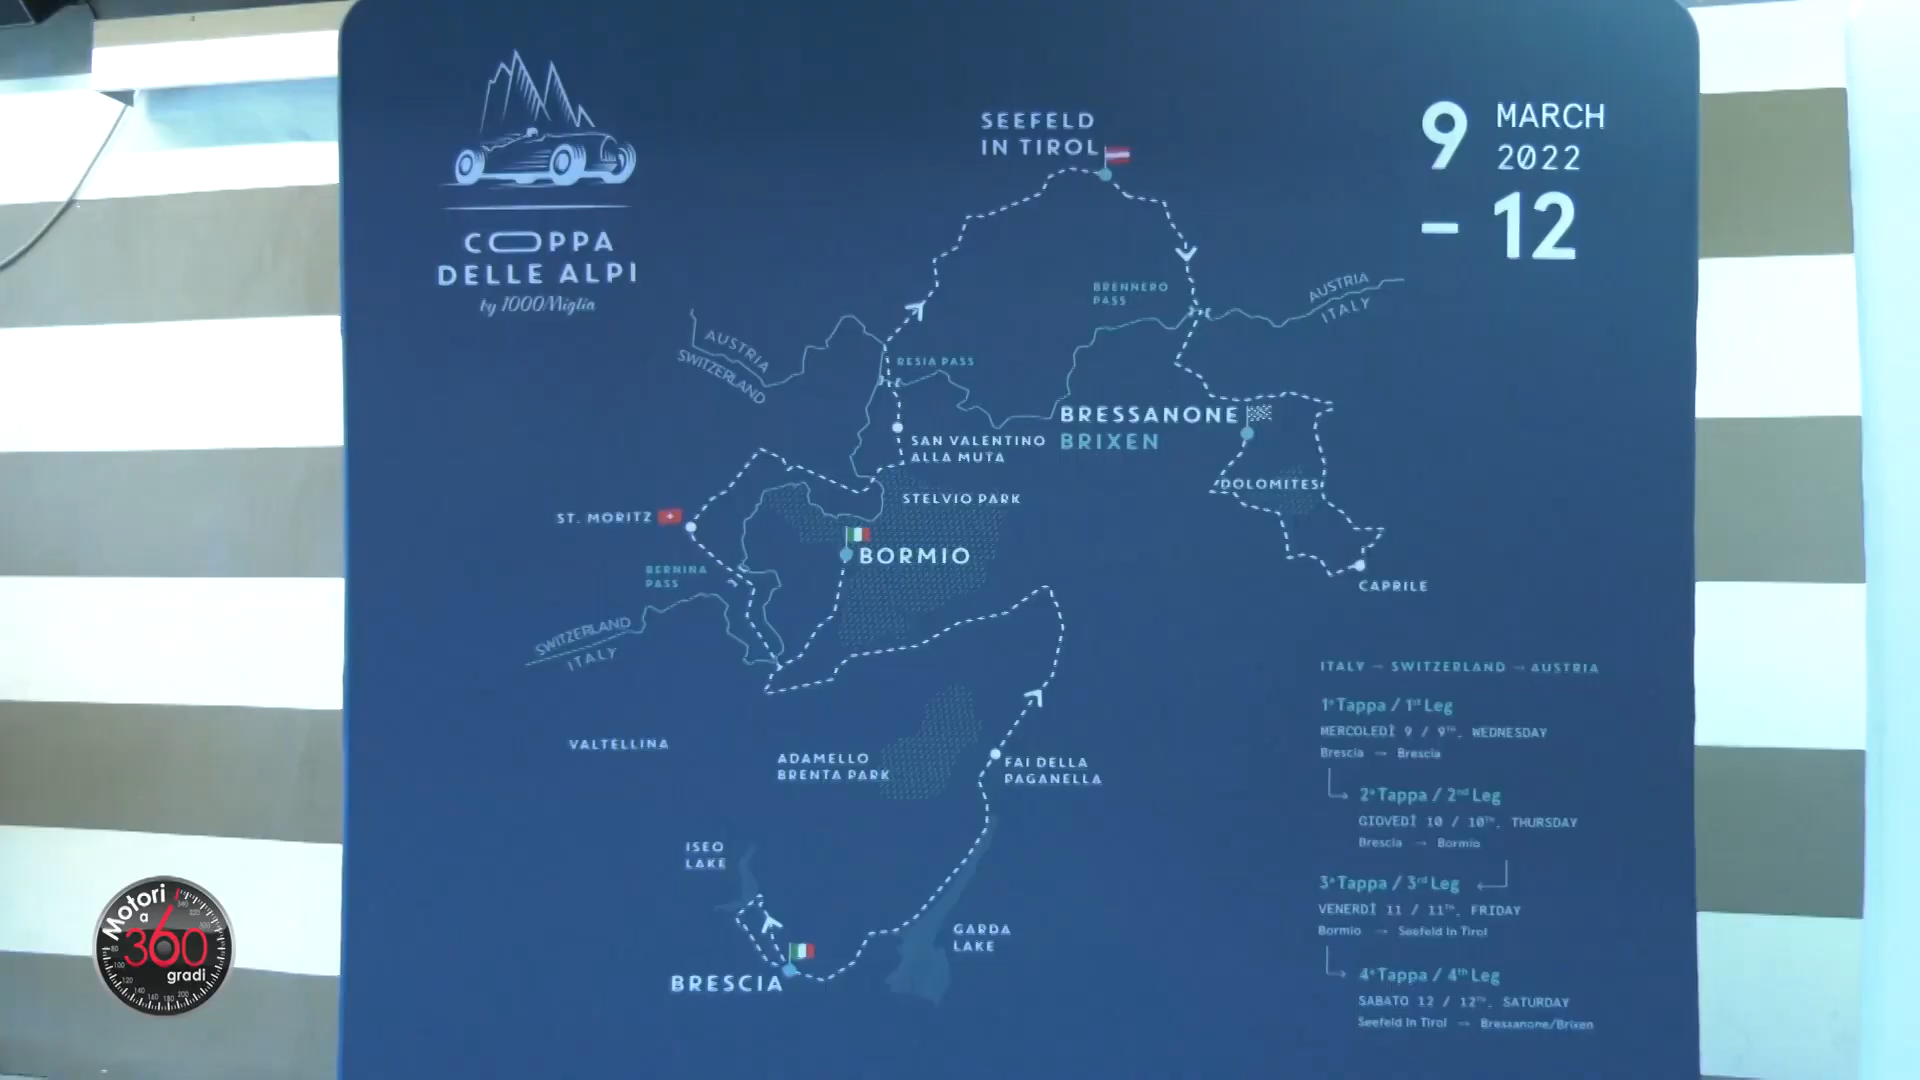 COPPA
DELLE ALPI
by 1000Miglia
9 MARCH
2022
- 12
SEEFELD
IN TIROL
BRENNERO
PASS
AUSTRIA
ITALY
AUSTRIA
SWITZERLAND
RESIA PASS
BRESSANONE
BRIXEN
SAN VALENTINO
ALLA MUTA
STELVIO PARK
DOLOMITES
ST. MORITZ
BORMIO
BERNINA
PASS
CAPRILE
SWITZERLAND
ITALY
VALTELLINA
ADAMELLO
BRENTA PARK
FAI DELLA
PAGANELLA
ISEO
LAKE
GARDA
LAKE
BRESCIA
ITALY → SWITZERLAND → AUSTRIA
1ª Tappa / 1st Leg
MERCOLEDÌ 9 / 9TH, WEDNESDAY
Brescia → Brescia
2ª Tappa / 2nd Leg
GIOVEDÌ 10 / 10TH, THURSDAY
Brescia → Bormio
3ª Tappa / 3rd Leg
VENERDÌ 11 / 11TH, FRIDAY
Bormio → Seefeld In Tirol
4ª Tappa / 4th Leg
SABATO 12 / 12TH, SATURDAY
Seefeld In Tirol → Bressanone/Brixen
Motori
a
360
gradi